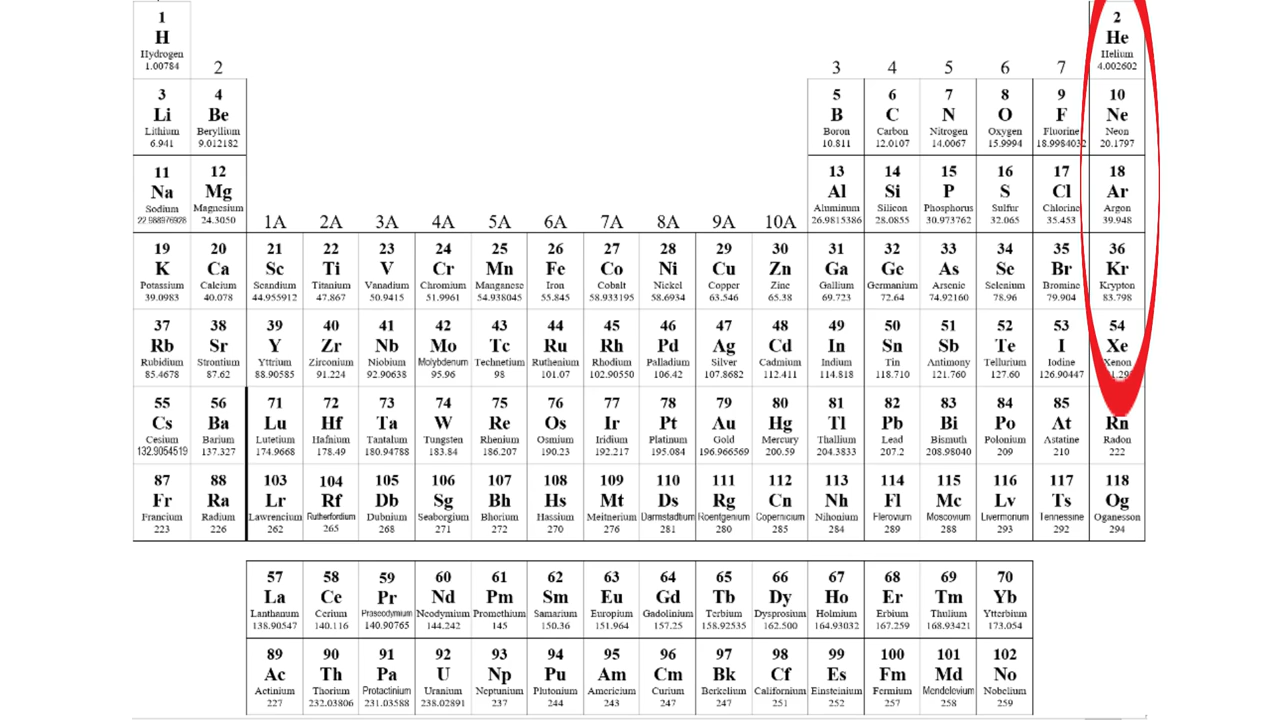 1 2
H He
Hydrogen Helium
1.00784 2 3 4 5 6 7 4.002602
3 4 5 6 7 8 9 10
Li Be B C N O F Ne
Lithium Beryllium Boron Carbon Nitrogen Oxygen Fluorine Neon
6.941 9.012182 10.811 12.0107 14.0067 15.9994 18.9984032 20.1797
11 12 13 14 15 16 17 18
Na Mg Al Si P S Cl Ar
Sodium Magnesium Aluminum Silicon Phosphorus Sulfur Chlorine Argon
22.98976928 24.3050 1A 2A 3A 4A 5A 6A 7A 8A 9A 10A 26.9815386 28.0855 30.973762 32.065 35.453 39.948
19 20 21 22 23 24 25 26 27 28 29 30 31 32 33 34 35 36
K Ca Sc Ti V Cr Mn Fe Co Ni Cu Zn Ga Ge As Se Br Kr
Potassium Calcium Scandium Titanium Vanadium Chromium Manganese Iron Cobalt Nickel Copper Zinc Gallium Germanium Arsenic Selenium Bromine Krypton
39.0983 40.078 44.955912 47.867 50.9415 51.9961 54.938045 55.845 58.933195 58.6934 63.546 65.38 69.723 72.64 74.92160 78.96 79.904 83.798
37 38 39 40 41 42 43 44 45 46 47 48 49 50 51 52 53 54
Rb Sr Y Zr Nb Mo Tc Ru Rh Pd Ag Cd In Sn Sb Te I Xe
Rubidium Strontium Yttrium Zirconium Niobium Molybdenum Technetium Ruthenium Rhodium Palladium Silver Cadmium Indium Tin Antimony Tellurium Iodine Xenon
85.4678 87.62 88.90585 91.224 92.90638 95.96 98 101.07 102.90550 106.42 107.8682 112.411 114.818 118.710 121.760 127.60 126.90447
55 56 71 72 73 74 75 76 77 78 79 80 81 82 83 84 85
Cs Ba Lu Hf Ta W Re Os Ir Pt Au Hg Tl Pb Bi Po At Rn
Cesium Barium Lutetium Hafnium Tantalum Tungsten Rhenium Osmium Iridium Platinum Gold Mercury Thallium Lead Bismuth Polonium Astatine Radon
132.9054519 137.327 174.9668 178.49 180.94788 183.84 186.207 190.23 192.217 195.084 196.966569 200.59 204.3833 207.2 208.98040 209 210 222
87 88 103 104 105 106 107 108 109 110 111 112 113 114 115 116 117 118
Fr Ra Lr Rf Db Sg Bh Hs Mt Ds Rg Cn Nh Fl Mc Lv Ts Og
Francium Radium Lawrencium Rutherfordium Dubnium Seaborgium Bhorium Hassium Meitnerium Darmstadtium Roentgenium Copernicium Nihonium Flerovium Moscovium Livermorium Tennessine Oganesson
223 226 262 265 268 271 272 270 276 281 280 285 284 289 288 293 292 294
57 58 59 60 61 62 63 64 65 66 67 68 69 70
La Ce Pr Nd Pm Sm Eu Gd Tb Dy Ho Er Tm Yb
Lanthanum Cerium Praseodymium Neodymium Promethium Samarium Europium Gadolinium Terbium Dysprosium Holmium Erbium Thulium Ytterbium
138.90547 140.116 140.90765 144.242 145 150.36 151.964 157.25 158.92535 162.500 164.93032 167.259 168.93421 173.054
89 90 91 92 93 94 95 96 97 98 99 100 101 102
Ac Th Pa U Np Pu Am Cm Bk Cf Es Fm Md No
Actinium Thorium Protactinium Uranium Neptunium Plutonium Americium Curium Berkelium Californium Einsteinium Fermium Mendelevium Nobelium
227 232.03806 231.03588 238.02891 237 244 243 247 247 251 252 257 258 259